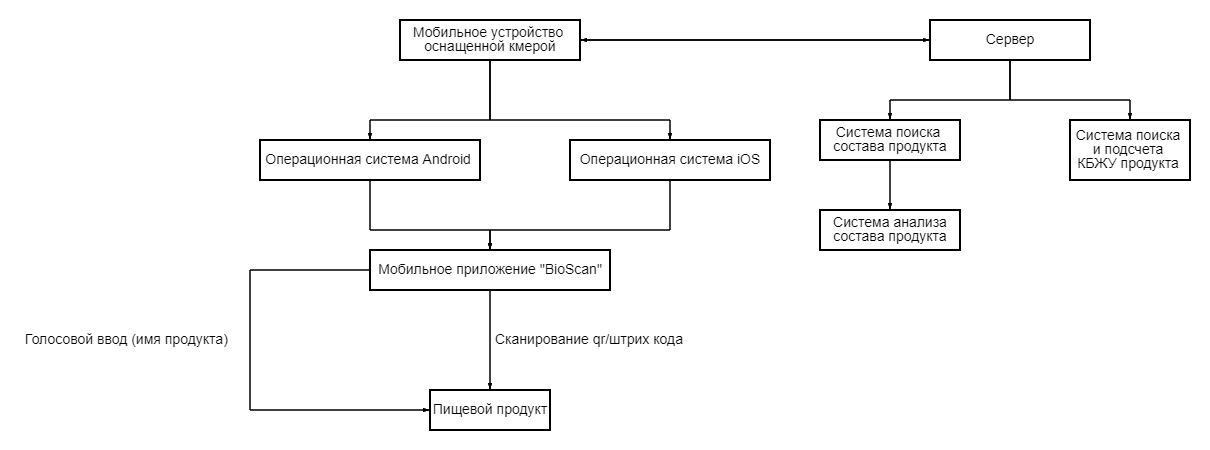 Мобильное устройство
оснащенной кмерой
Сервер
Операционная система Android
Операционная система iOS
Система поиска
состава продукта
Система поиска
и подсчета
КБЖУ продукта
Система анализа
состава продукта
Мобильное приложение "BioScan"
Голосовой ввод (имя продукта)
Сканирование qr/штрих кода
Пищевой продукт